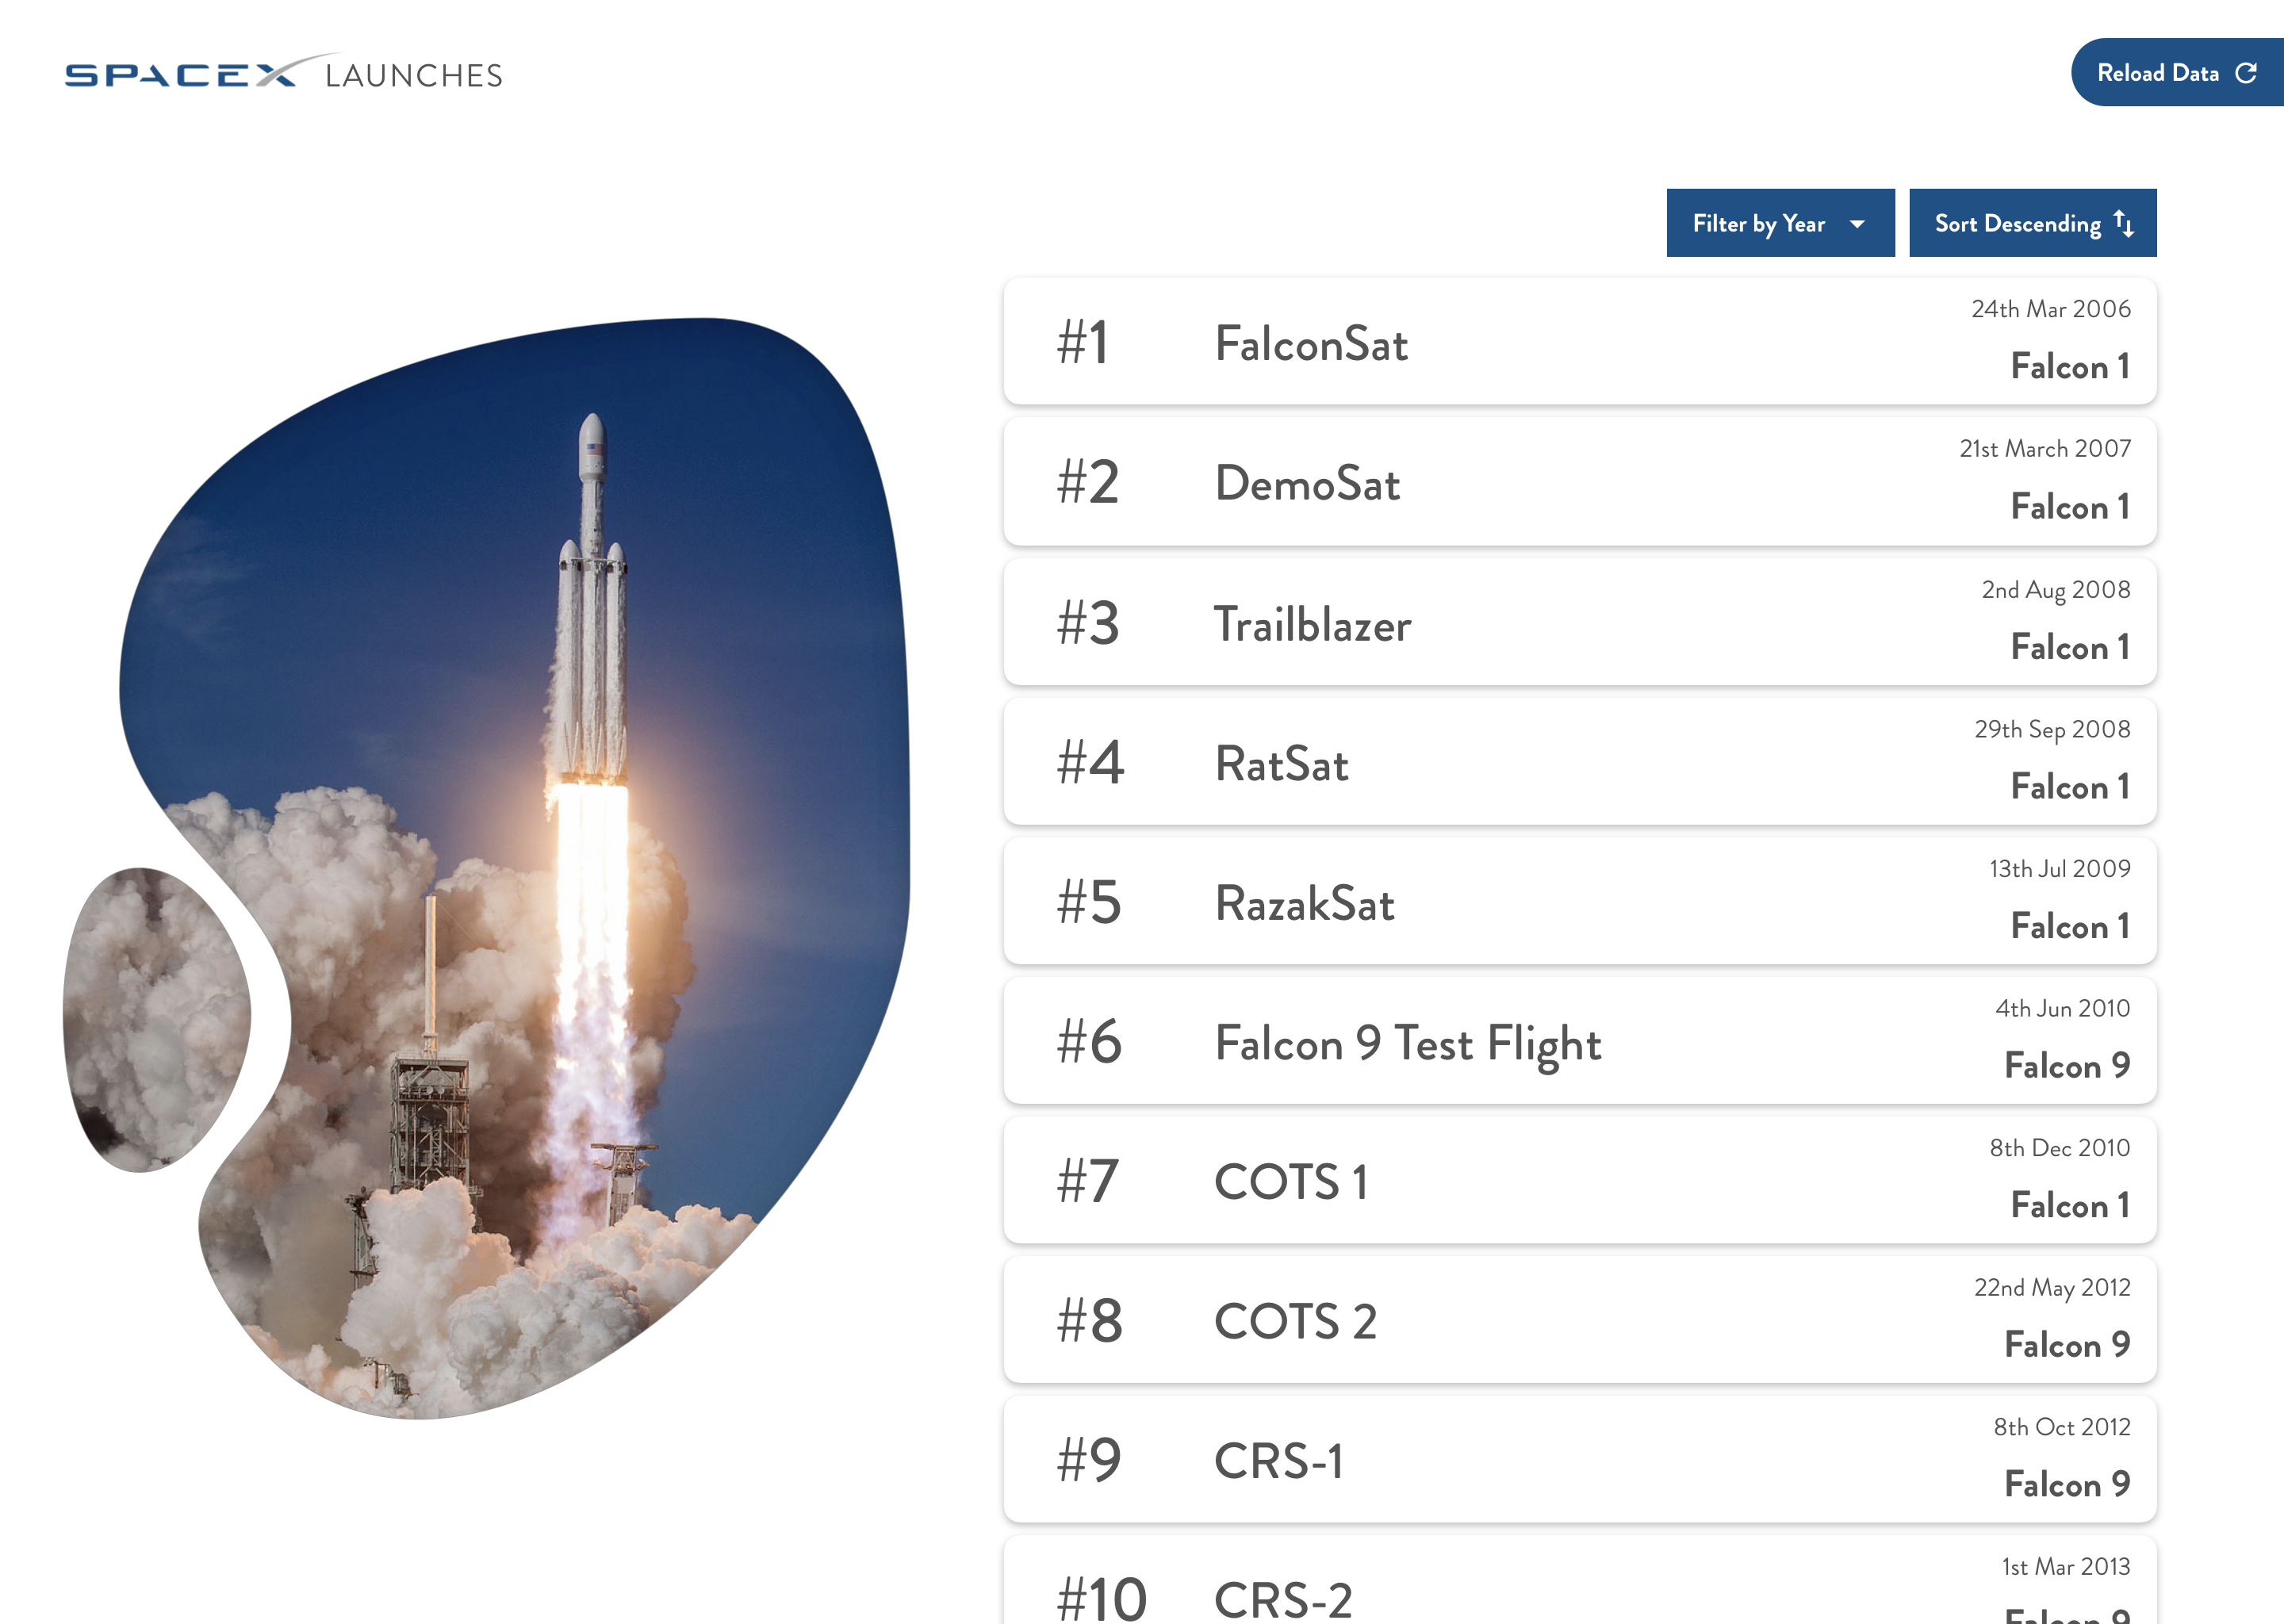 SPACEX LAUNCHES
Reload Data
Filter by Year
Sort Descending
#1 FalconSat 24th Mar 2006
Falcon 1
#2 DemoSat 21st March 2007
Falcon 1
#3 Trailblazer 2nd Aug 2008
Falcon 1
#4 RatSat 29th Sep 2008
Falcon 1
#5 RazakSat 13th Jul 2009
Falcon 1
#6 Falcon 9 Test Flight 4th Jun 2010
Falcon 9
#7 COTS 1 8th Dec 2010
Falcon 1
#8 COTS 2 22nd May 2012
Falcon 9
#9 CRS-1 8th Oct 2012
Falcon 9
#10 CRS-2 1st Mar 2013
Falcon 9